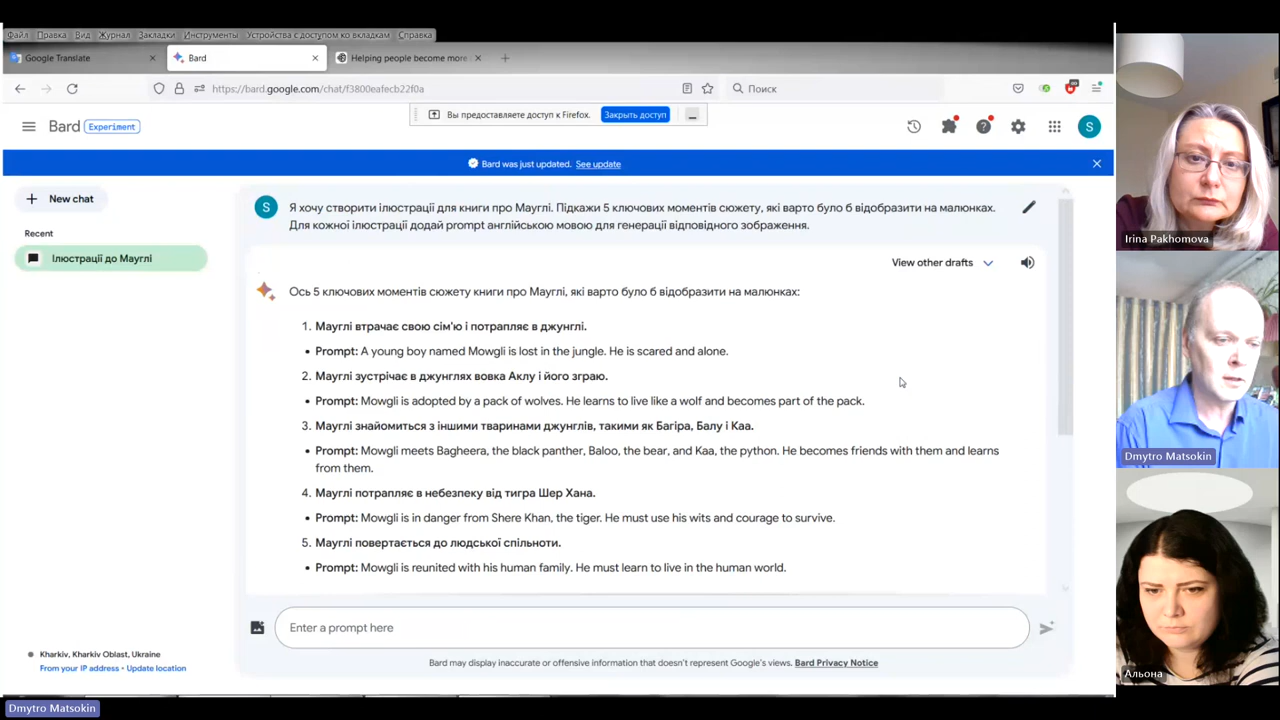 Файл Правка Вид Журнал Закладки Инструменты Устройства с доступом ко вкладкам Справка
Google Translate
Bard
Helping people become more
https://bard.google.com/chat/f3800eafecb22f0a
Поиск
Вы предоставляете доступ к Firefox.
Закрыть доступ
Bard Experiment
S
Bard was just updated. See update
New chat
Recent
Ілюстрації до Мауглі
S
Я хочу створити ілюстрації для книги про Мауглі. Підкажи 5 ключових моментів сюжету, які варто було б відобразити на малюнках.
Для кожної ілюстрації додай prompt англійською мовою для генерації відповідного зображення.
View other drafts
Ось 5 ключових моментів сюжету книги про Мауглі, які варто було б відобразити на малюнках:
1. Мауглі втрачає свою сім'ю і потрапляє в джунглі.
• Prompt: A young boy named Mowgli is lost in the jungle. He is scared and alone.
2. Мауглі зустрічає в джунглях вовка Аклу і його зграю.
• Prompt: Mowgli is adopted by a pack of wolves. He learns to live like a wolf and becomes part of the pack.
3. Мауглі знайомиться з іншими тваринами джунглів, такими як Багіра, Балу і Каа.
• Prompt: Mowgli meets Bagheera, the black panther, Baloo, the bear, and Kaa, the python. He becomes friends with them and learns
from them.
4. Мауглі потрапляє в небезпеку від тигра Шер Хана.
• Prompt: Mowgli is in danger from Shere Khan, the tiger. He must use his wits and courage to survive.
5. Мауглі повертається до людської спільноти.
• Prompt: Mowgli is reunited with his human family. He must learn to live in the human world.
Enter a prompt here
Bard may display inaccurate or offensive information that doesn't represent Google's views. Bard Privacy Notice
Kharkiv, Kharkiv Oblast, Ukraine
From your IP address • Update location
Irina Pakhomova
Dmytro Matsokin
Альона
Dmytro Matsokin